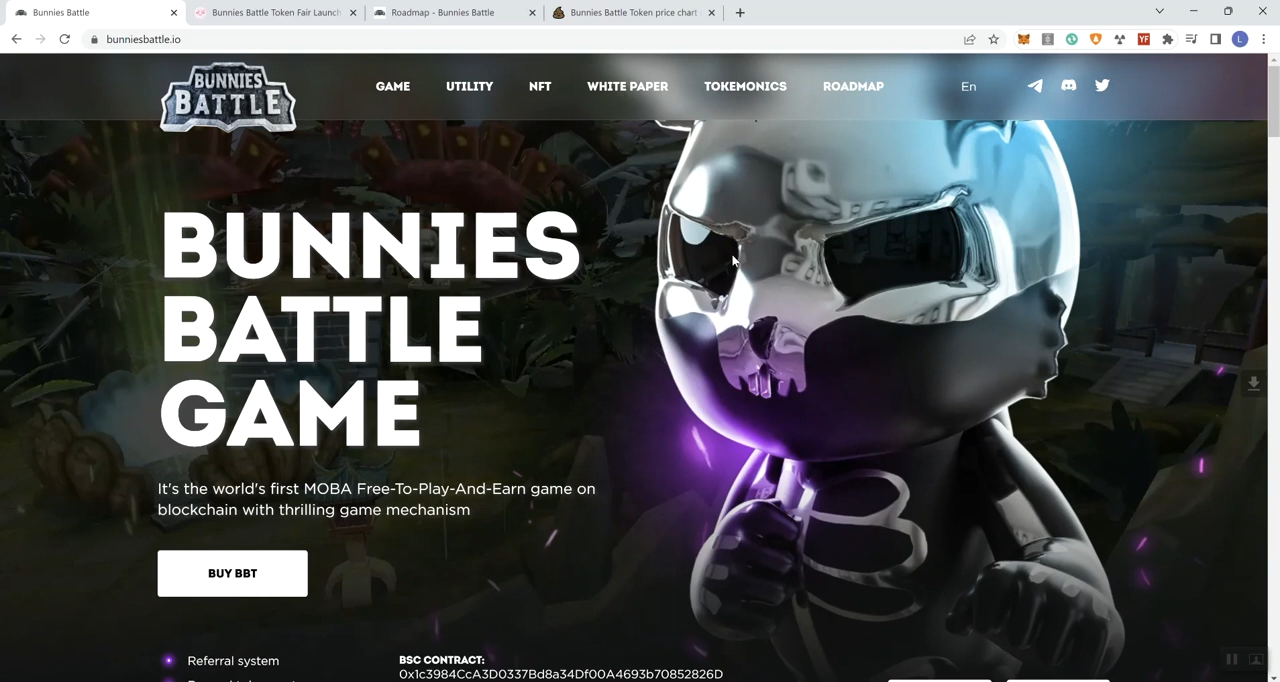 Bunnies Battle
Bunnies Battle Token Fair Launch
Roadmap - Bunnies Battle
Bunnies Battle Token price chart
bunniesbattle.io
YF
L
BUNNIES
BATTLE
GAME
UTILITY
NFT
WHITE PAPER
TOKEMONICS
ROADMAP
En
BUNNIES
BATTLE
GAME
It's the world's first MOBA Free-To-Play-And-Earn game on
blockchain with thrilling game mechanism
BUY BBT
Referral system
BSC CONTRACT:
0x1c3984CcA3D0337Bd8a34Df00A4693b70852826D